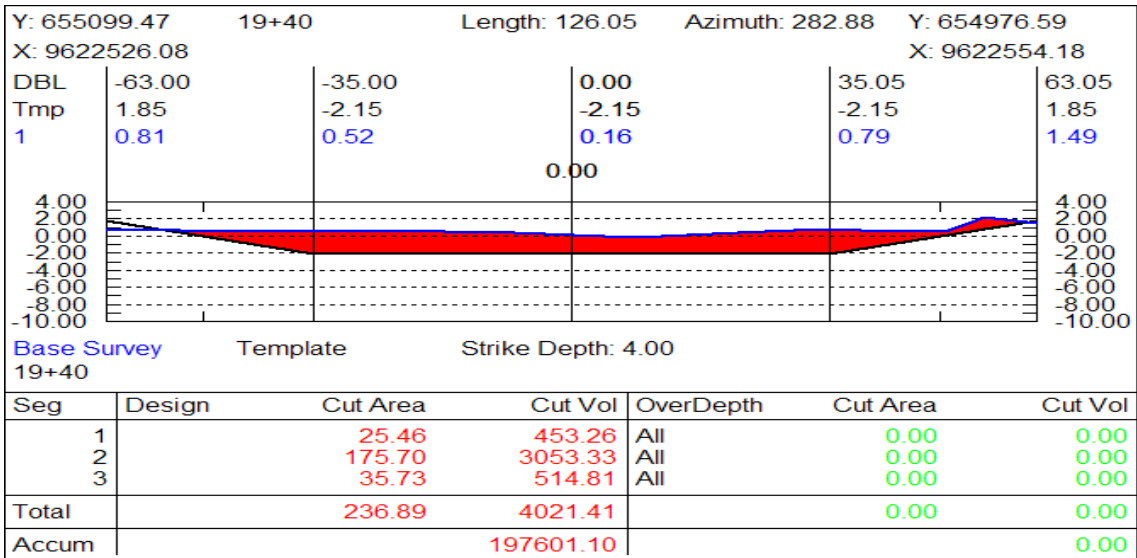 Y: 655099.47 19+40 Length: 126.05 Azimuth: 282.88 Y: 654976.59
X: 9622526.08 X: 9622554.18
DBL -63.00 -35.00 0.00 35.05 63.05
Tmp 1.85 -2.15 -2.15 -2.15 1.85
1 0.81 0.52 0.16 0.79 1.49
0.00
4.00 4.00
2.00 2.00
0.00 0.00
-2.00 -2.00
-4.00 -4.00
-6.00 -6.00
-8.00 -8.00
-10.00 -10.00
Base Survey Template Strike Depth: 4.00
19+40
Seg Design Cut Area Cut Vol OverDepth Cut Area Cut Vol
1 25.46 453.26 All 0.00 0.00
2 175.70 3053.33 All 0.00 0.00
3 35.73 514.81 All 0.00 0.00
Total 236.89 4021.41 0.00 0.00
Accum 197601.10 0.00